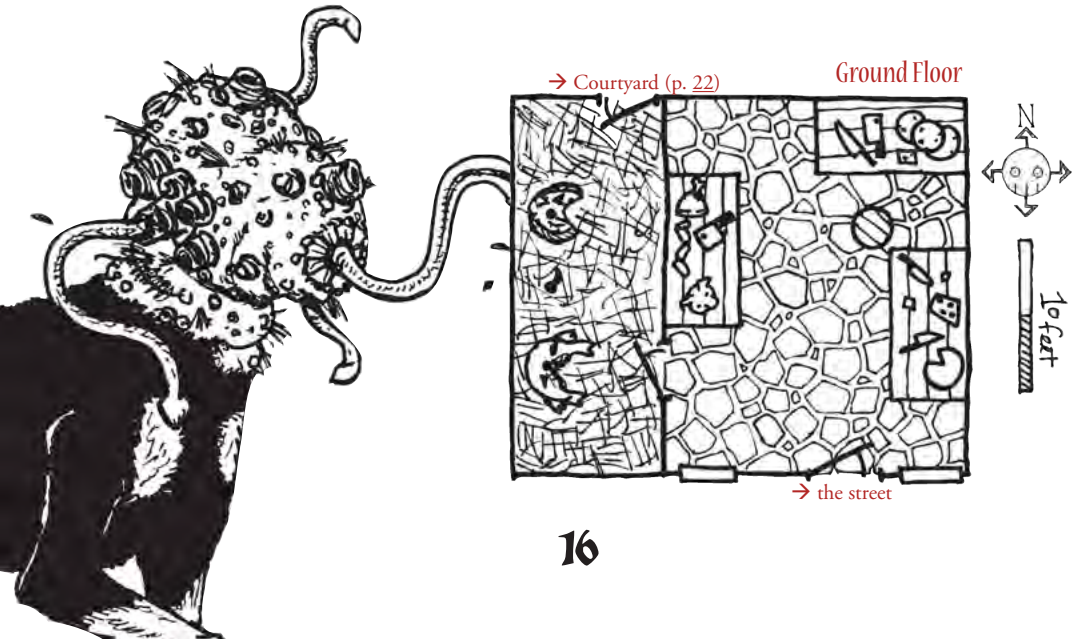 Ground Floor
→ Courtyard (p. 22)
N
10 feet
→ the street
16